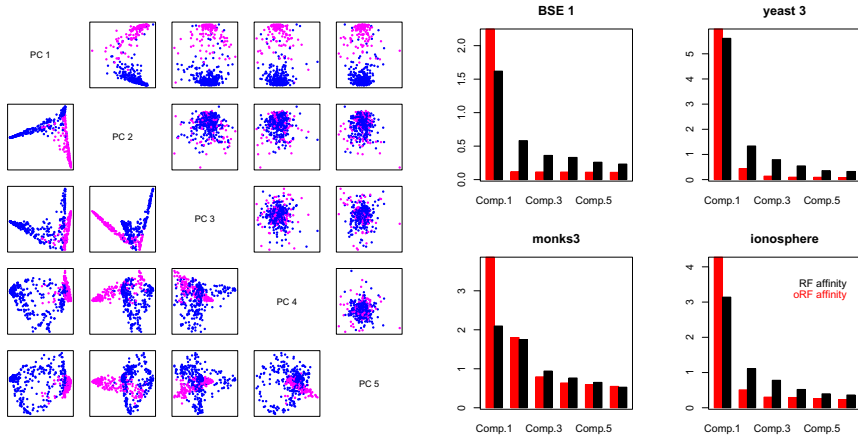 PC 1
PC 2
PC 3
PC 4
PC 5
BSE 1
0.0 0.5 1.0 1.5 2.0
Comp.1 Comp.3 Comp.5
yeast 3
0 1 2 3 4 5
Comp.1 Comp.3 Comp.5
monks3
0 1 2 3
Comp.1 Comp.3 Comp.5
ionosphere
0 1 2 3 4
RF affinity
oRF affinity
Comp.1 Comp.3 Comp.5